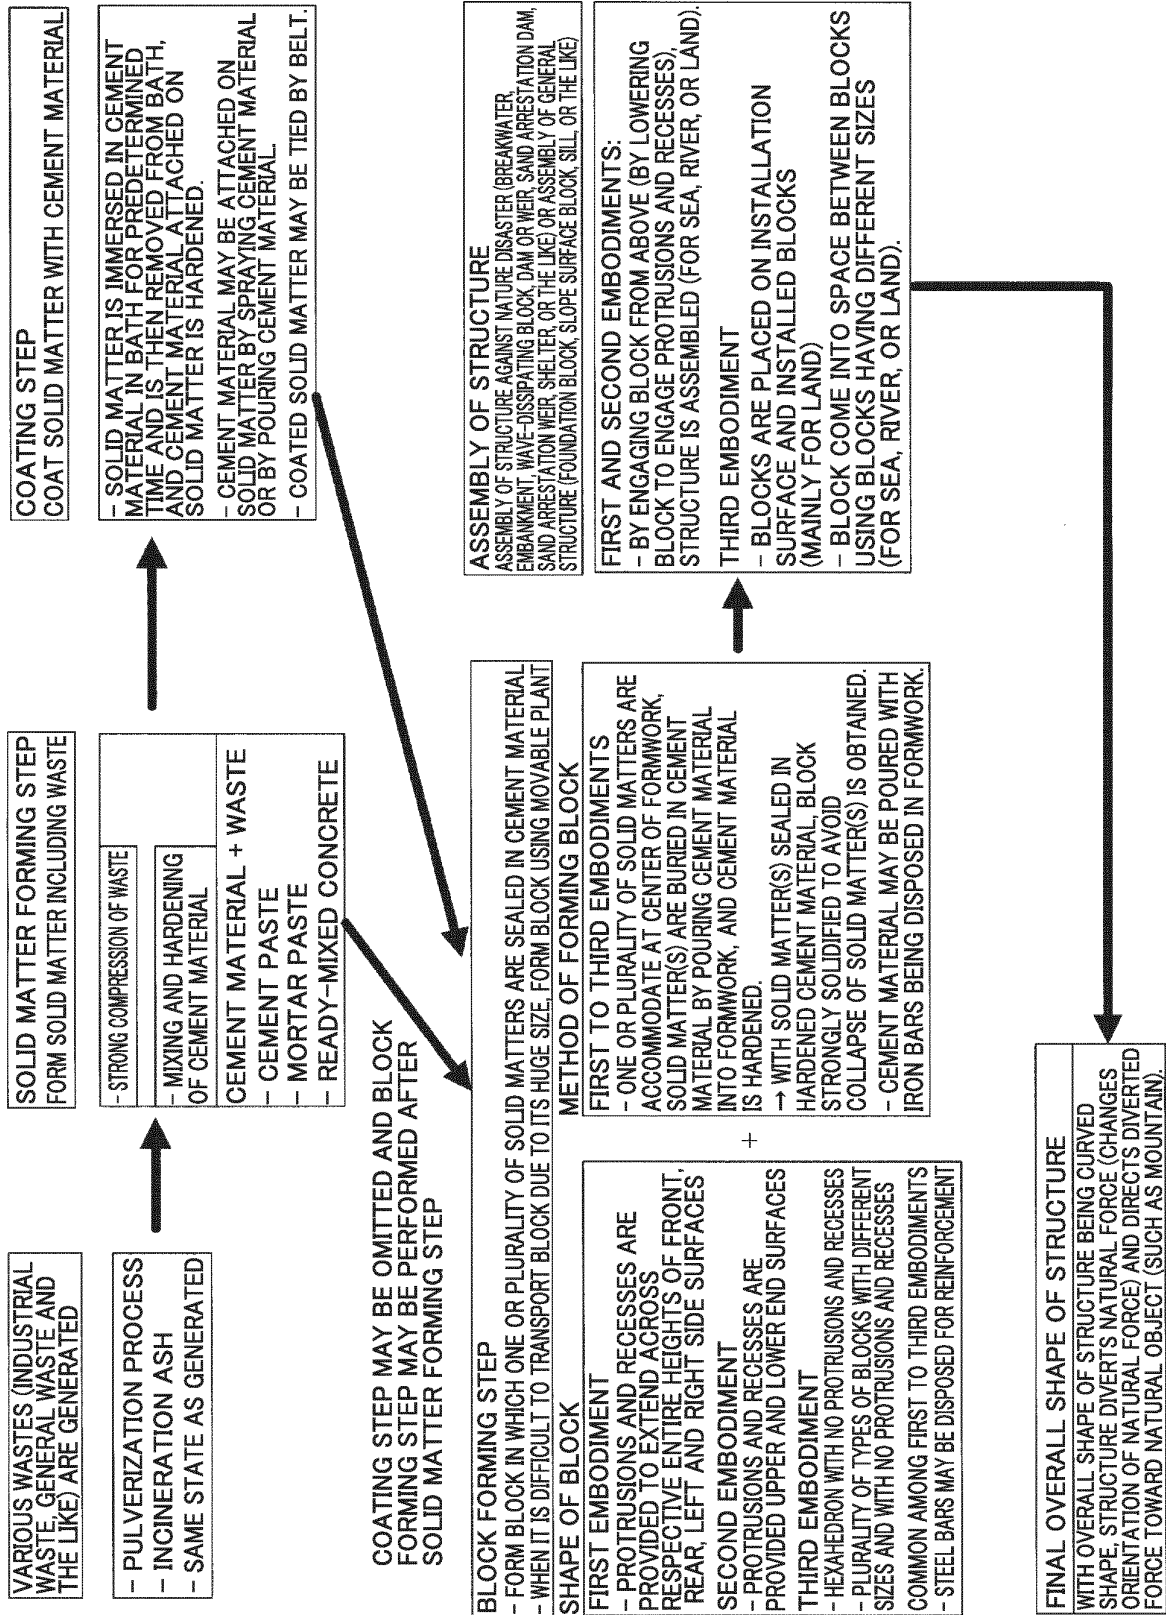 VARIOUS WASTES (INDUSTRIAL
WASTE, GENERAL WASTE AND
THE LIKE) ARE GENERATED
- PULVERIZATION PROCESS
- INCINERATION ASH
- SAME STATE AS GENERATED
SOLID MATTER FORMING STEP
FORM SOLID MATTER INCLUDING WASTE
- STRONG COMPRESSION OF WASTE
- MIXING AND HARDENING
OF CEMENT MATERIAL
CEMENT MATERIAL + WASTE
- CEMENT PASTE
- MORTAR PASTE
- READY-MIXED CONCRETE
COATING STEP
COAT SOLID MATTER WITH CEMENT MATERIAL
- SOLID MATTER IS IMMERSED IN CEMENT
MATERIAL IN BATH FOR PREDETERMINED
TIME AND IS THEN REMOVED FROM BATH,
AND CEMENT MATERIAL ATTACHED ON
SOLID MATTER IS HARDENED.
- CEMENT MATERIAL MAY BE ATTACHED ON
SOLID MATTER BY SPRAYING CEMENT MATERIAL
OR BY POURING CEMENT MATERIAL.
- COATED SOLID MATTER MAY BE TIED BY BELT.
COATING STEP MAY BE OMITTED AND BLOCK
FORMING STEP MAY BE PERFORMED AFTER
SOLID MATTER FORMING STEP
BLOCK FORMING STEP
- FORM BLOCK IN WHICH ONE OR PLURALITY OF SOLID MATTERS ARE SEALED IN CEMENT MATERIAL
- WHEN IT IS DIFFICULT TO TRANSPORT BLOCK DUE TO ITS HUGE SIZE, FORM BLOCK USING MOVABLE PLANT
SHAPE OF BLOCK
FIRST EMBODIMENT
- PROTRUSIONS AND RECESSES ARE
PROVIDED TO EXTEND ACROSS
RESPECTIVE ENTIRE HEIGHTS OF FRONT,
REAR, LEFT AND RIGHT SIDE SURFACES
SECOND EMBODIMENT
- PROTRUSIONS AND RECESSES ARE
PROVIDED UPPER AND LOWER END SURFACES
THIRD EMBODIMENT
- HEXAHEDRON WITH NO PROTRUSIONS AND RECESSES
- PLURALITY OF TYPES OF BLOCKS WITH DIFFERENT
SIZES AND WITH NO PROTRUSIONS AND RECESSES
COMMON AMONG FIRST TO THIRD EMBODIMENTS
- STEEL BARS MAY BE DISPOSED FOR REINFORCEMENT
+
METHOD OF FORMING BLOCK
FIRST TO THIRD EMBODIMENTS
- ONE OR PLURALITY OF SOLID MATTERS ARE
ACCOMMODATE AT CENTER OF FORMWORK,
SOLID MATTER(S) ARE BURIED IN CEMENT
MATERIAL BY POURING CEMENT MATERIAL
INTO FORMWORK, AND CEMENT MATERIAL
IS HARDENED.
→ WITH SOLID MATTER(S) SEALED IN
HARDENED CEMENT MATERIAL, BLOCK
STRONGLY SOLIDIFIED TO AVOID
COLLAPSE OF SOLID MATTER(S) IS OBTAINED.
- CEMENT MATERIAL MAY BE POURED WITH
IRON BARS BEING DISPOSED IN FORMWORK.
ASSEMBLY OF STRUCTURE
ASSEMBLY OF STRUCTURE AGAINST NATURE DISASTER (BREAKWATER,
EMBANKMENT, WAVE-DISSIPATING BLOCK, DAM OR WEIR, SAND ARRESTATION DAM,
SAND ARRESTATION WEIR, SHELTER, OR THE LIKE) OR ASSEMBLY OF GENERAL
STRUCTURE (FOUNDATION BLOCK, SLOPE SURFACE BLOCK, SILL, OR THE LIKE)
FIRST AND SECOND EMBODIMENTS:
- BY ENGAGING BLOCK FROM ABOVE (BY LOWERING
BLOCK TO ENGAGE PROTRUSIONS AND RECESSES),
STRUCTURE IS ASSEMBLED (FOR SEA, RIVER, OR LAND).
THIRD EMBODIMENT
- BLOCKS ARE PLACED ON INSTALLATION
SURFACE AND INSTALLED BLOCKS
(MAINLY FOR LAND)
- BLOCK COME INTO SPACE BETWEEN BLOCKS
USING BLOCKS HAVING DIFFERENT SIZES
(FOR SEA, RIVER, OR LAND).
FINAL OVERALL SHAPE OF STRUCTURE
WITH OVERALL SHAPE OF STRUCTURE BEING CURVED
SHAPE, STRUCTURE DIVERTS NATURAL FORCE (CHANGES
ORIENTATION OF NATURAL FORCE) AND DIRECTS DIVERTED
FORCE TOWARD NATURAL OBJECT (SUCH AS MOUNTAIN).